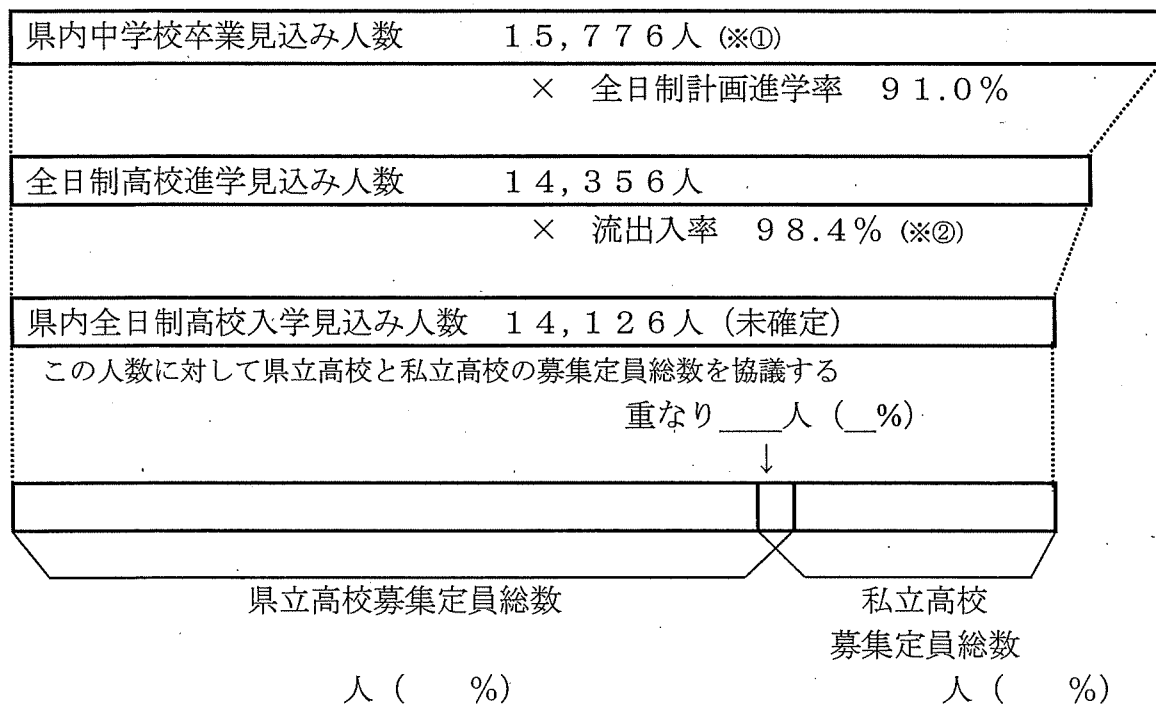 県内中学校卒業見込み人数　１５,７７６人 (※①)
×　全日制計画進学率　９１.０％
全日制高校進学見込み人数　１４,３５６人
×　流出入率　９８.４％ (※②)
県内全日制高校入学見込み人数　１４,１２６人（未確定）
この人数に対して県立高校と私立高校の募集定員総数を協議する
重なり____人（__%）
↓
県立高校募集定員総数
私立高校
募集定員総数
人（　　%）
人（　　%）